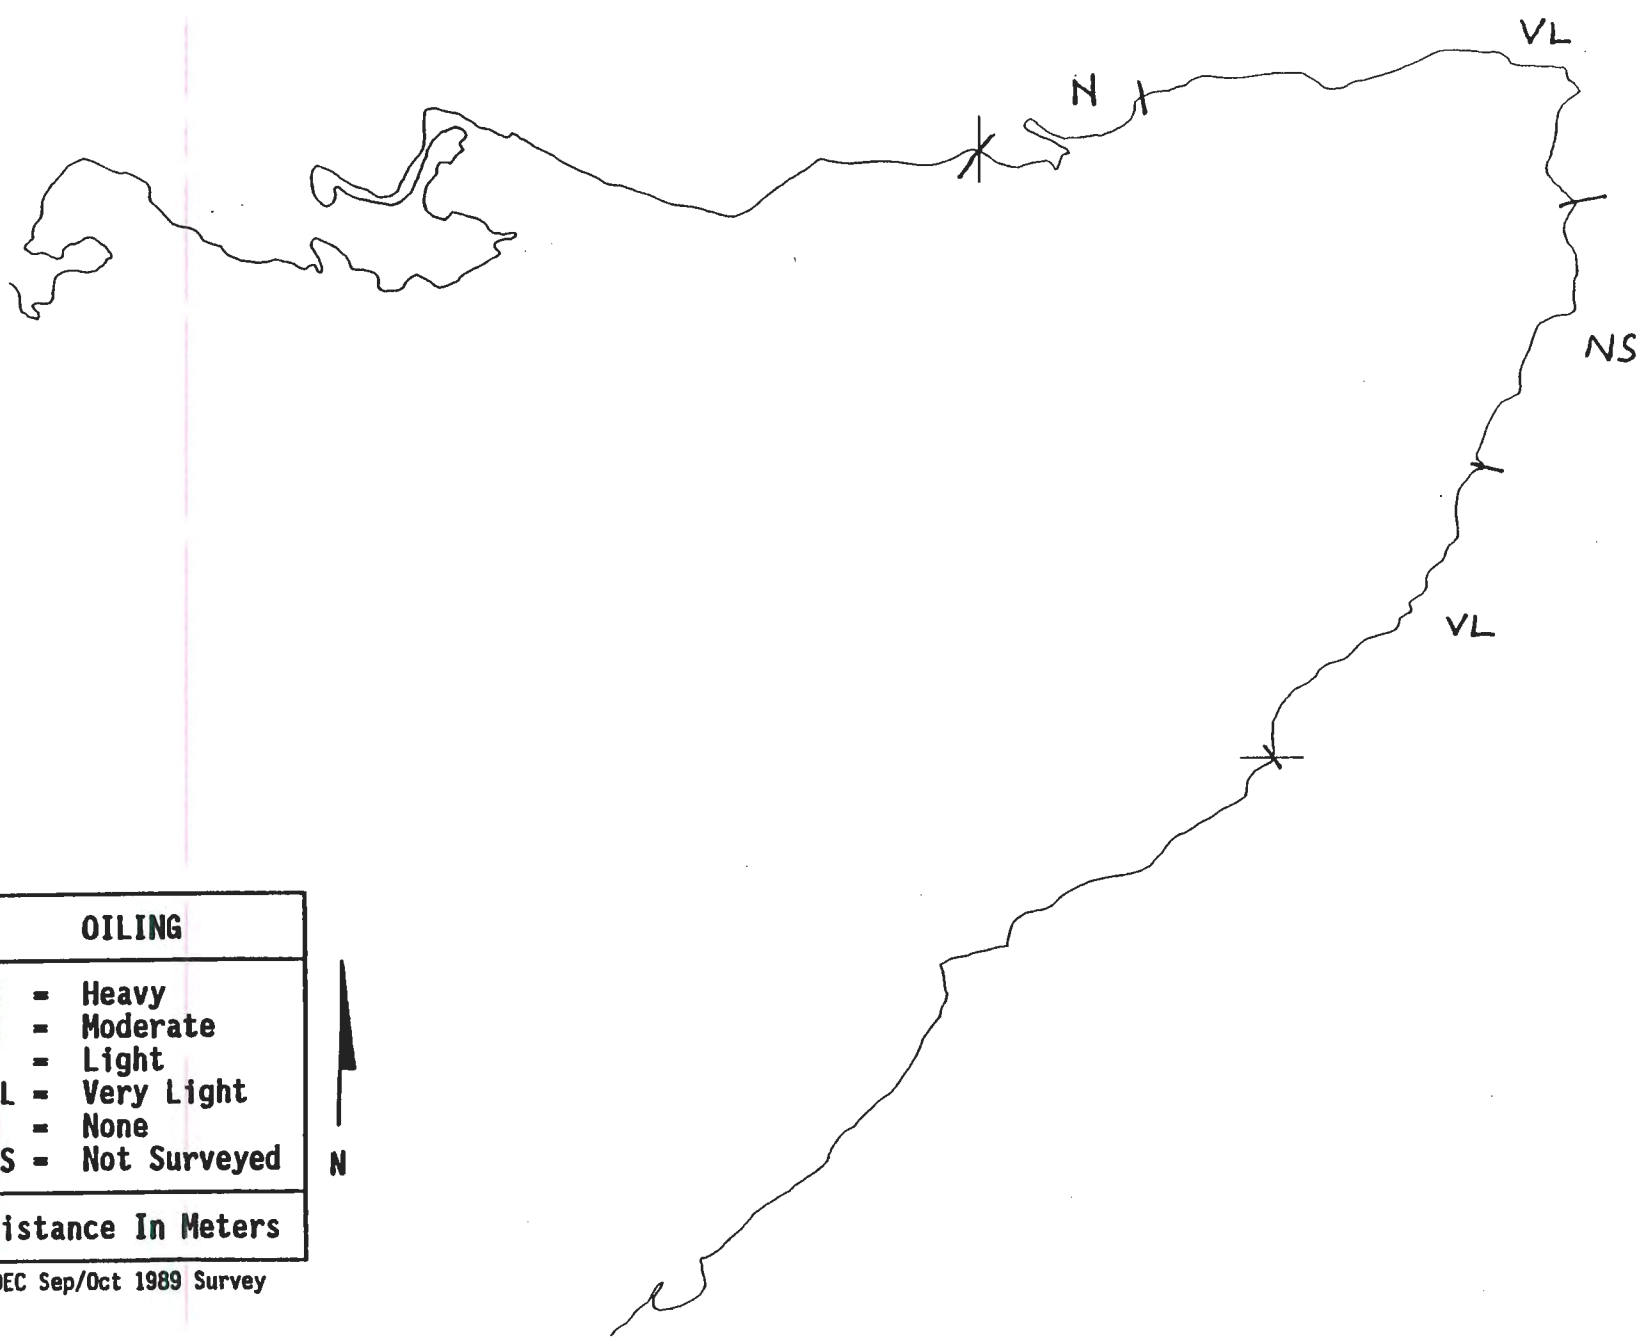 VL
N
NS
VL
OILING
= Heavy
= Moderate
= Light
L = Very Light
= None
S = Not Surveyed
N
istance In Meters
DEC Sep/Oct 1989 Survey